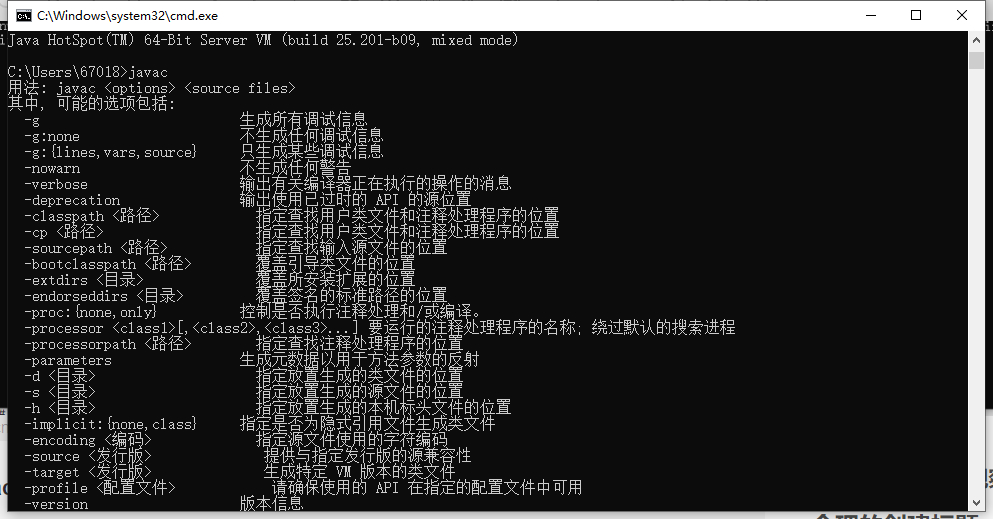 C:\Windows\system32\cmd.exe
Java HotSpot(TM) 64-Bit Server VM (build 25.201-b09, mixed mode)
C:\Users\67018>javac
用法: javac <options> <source files>
其中, 可能的选项包括:
-g 生成所有调试信息
-g:none 不生成任何调试信息
-g:{lines,vars,source} 只生成某些调试信息
-nowarn 不生成任何警告
-verbose 输出有关编译器正在执行的操作的消息
-deprecation 输出使用已过时的 API 的源位置
-classpath <路径> 指定查找用户类文件和注释处理程序的位置
-cp <路径> 指定查找用户类文件和注释处理程序的位置
-sourcepath <路径> 指定查找输入源文件的位置
-bootclasspath <路径> 覆盖引导类文件的位置
-extdirs <目录> 覆盖所安装扩展的位置
-endorseddirs <目录> 覆盖签名的标准路径的位置
-proc:{none,only} 控制是否执行注释处理和/或编译。
-processor <class1>[,<class2>,<class3>...] 要运行的注释处理程序的名称; 绕过默认的搜索进程
-processorpath <路径> 指定查找注释处理程序的位置
-parameters 生成元数据以用于方法参数的反射
-d <目录> 指定放置生成的类文件的位置
-s <目录> 指定放置生成的源文件的位置
-h <目录> 指定放置生成的本机标头文件的位置
-implicit:{none,class} 指定是否为隐式引用文件生成类文件
-encoding <编码> 指定源文件使用的字符编码
-source <发行版> 提供与指定发行版的源兼容性
-target <发行版> 生成特定 VM 版本的类文件
-profile <配置文件> 请确保使用的 API 在指定的配置文件中可用
-version 版本信息